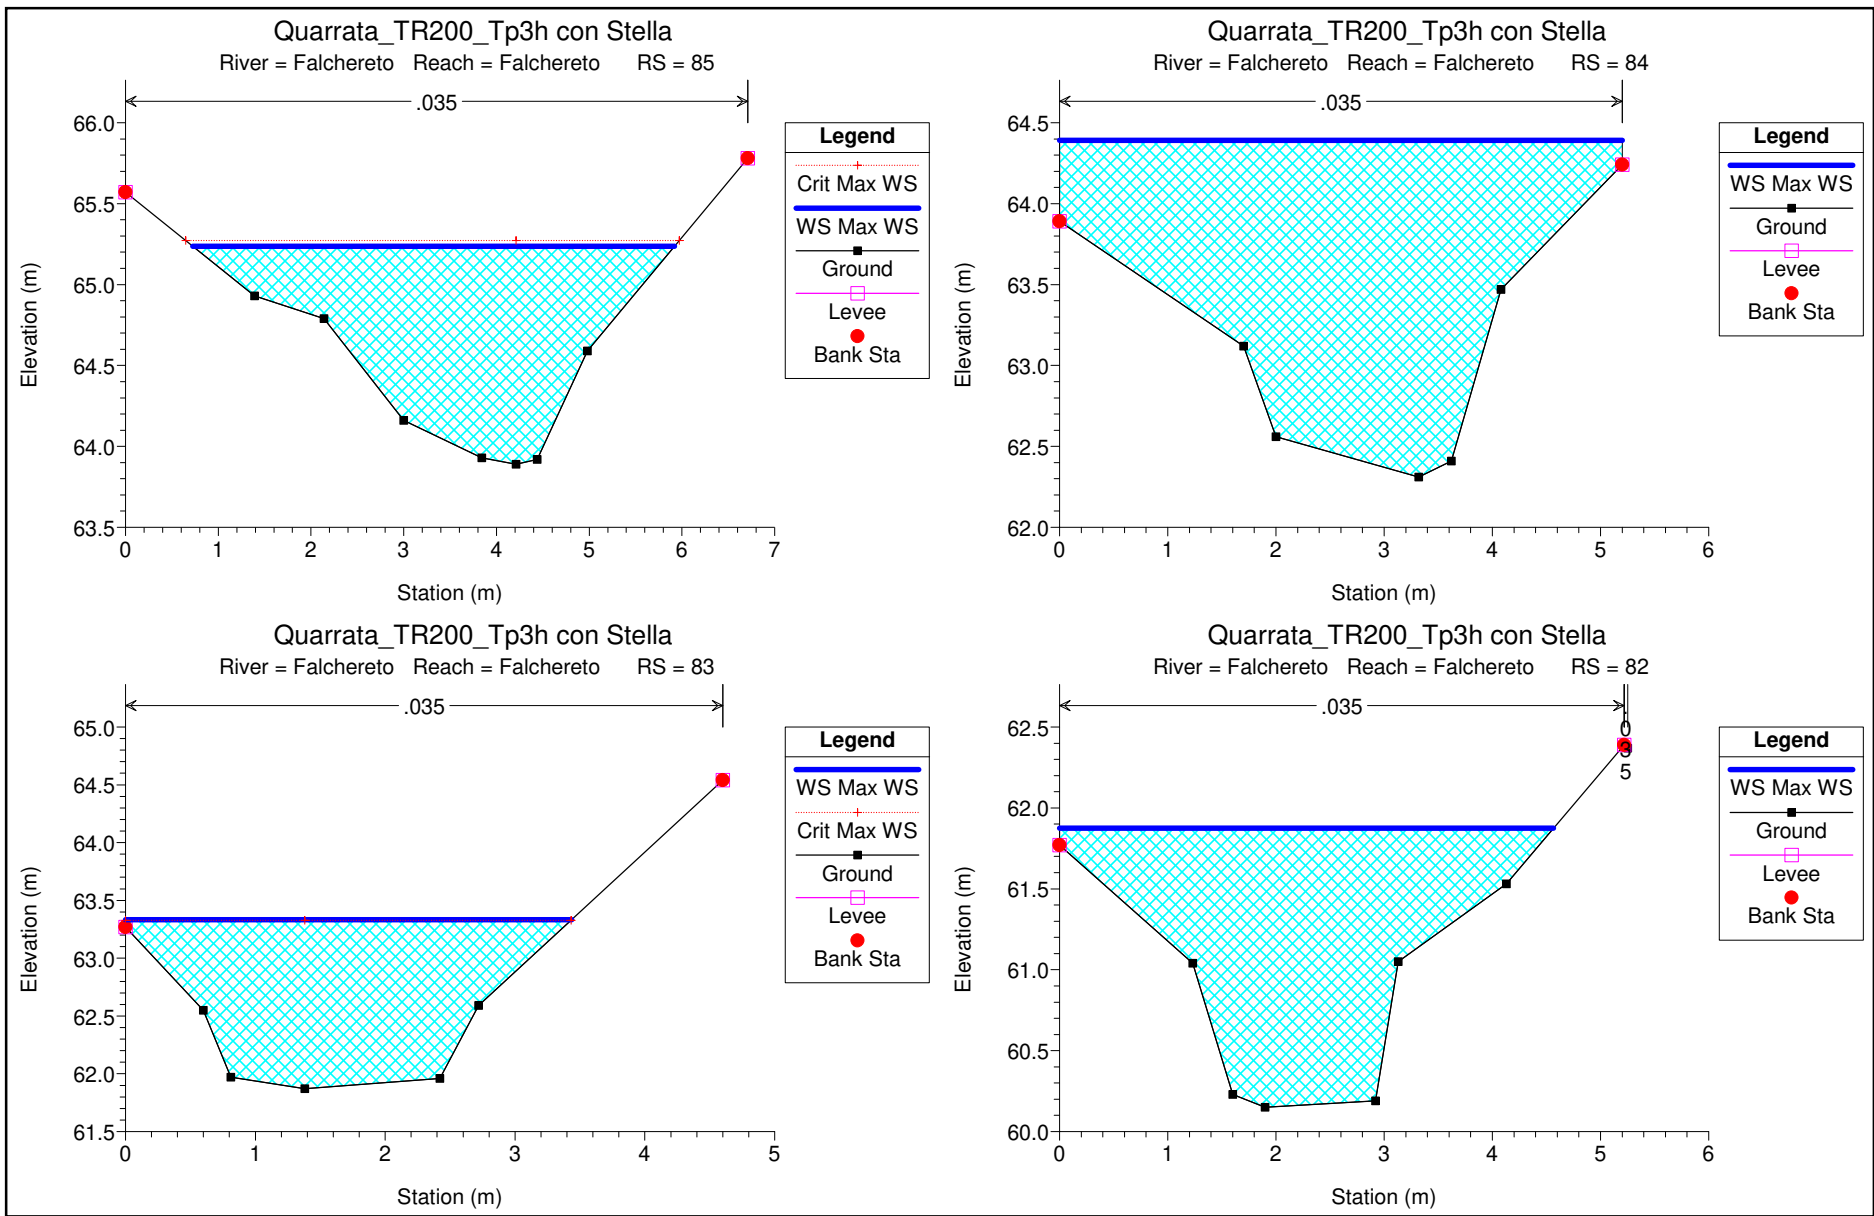 Quarrata_TR200_Tp3h con Stella
River = Falchereto Reach = Falchereto RS = 85
.035
66.0
65.5
65.0
64.5
64.0
63.5
0 1 2 3 4 5 6 7
Elevation (m)
Station (m)
Legend
Crit Max WS
WS Max WS
Ground
Levee
Bank Sta
Quarrata_TR200_Tp3h con Stella
River = Falchereto Reach = Falchereto RS = 84
.035
64.5
64.0
63.5
63.0
62.5
62.0
0 1 2 3 4 5 6
Elevation (m)
Station (m)
Legend
WS Max WS
Ground
Levee
Bank Sta
Quarrata_TR200_Tp3h con Stella
River = Falchereto Reach = Falchereto RS = 83
.035
65.0
64.5
64.0
63.5
63.0
62.5
62.0
61.5
0 1 2 3 4 5
Elevation (m)
Station (m)
Legend
WS Max WS
Crit Max WS
Ground
Levee
Bank Sta
Quarrata_TR200_Tp3h con Stella
River = Falchereto Reach = Falchereto RS = 82
.035
.
0
3
5
62.5
62.0
61.5
61.0
60.5
60.0
0 1 2 3 4 5 6
Elevation (m)
Station (m)
Legend
WS Max WS
Ground
Levee
Bank Sta